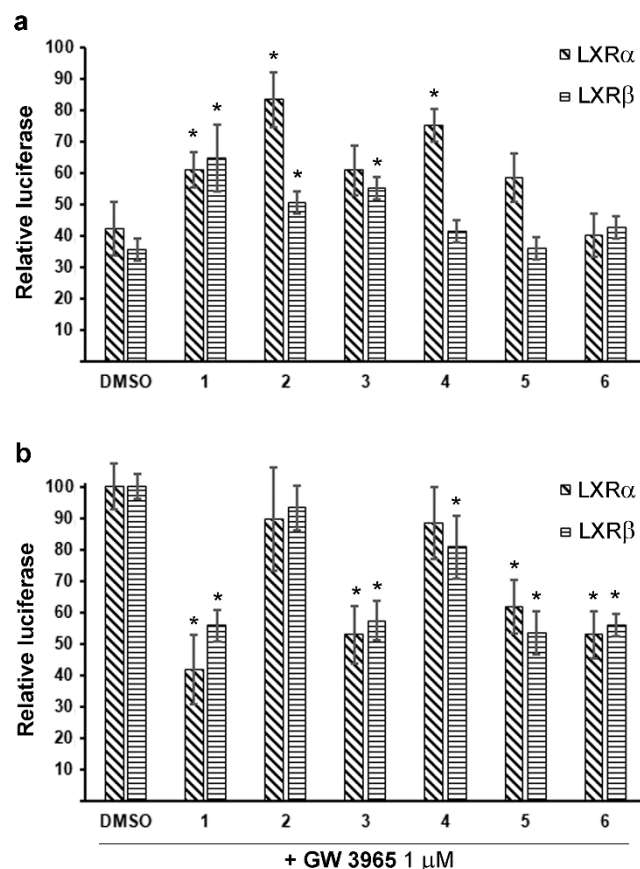 a
Relative luciferase
100
90
80
70
60
50
40
30
20
10
LXRα
LXRβ
* * * * * *
DMSO 1 2 3 4 5 6
b
Relative luciferase
100
90
80
70
60
50
40
30
20
10
LXRα
LXRβ
* * * * * * * * *
DMSO 1 2 3 4 5 6
+ GW 3965 1 μM